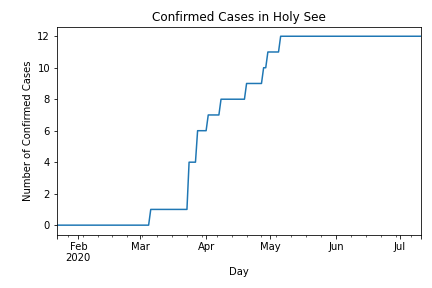 Confirmed Cases in Holy See
Number of Confirmed Cases
12
10
8
6
4
2
0
Feb Mar Apr May Jun Jul
2020
Day